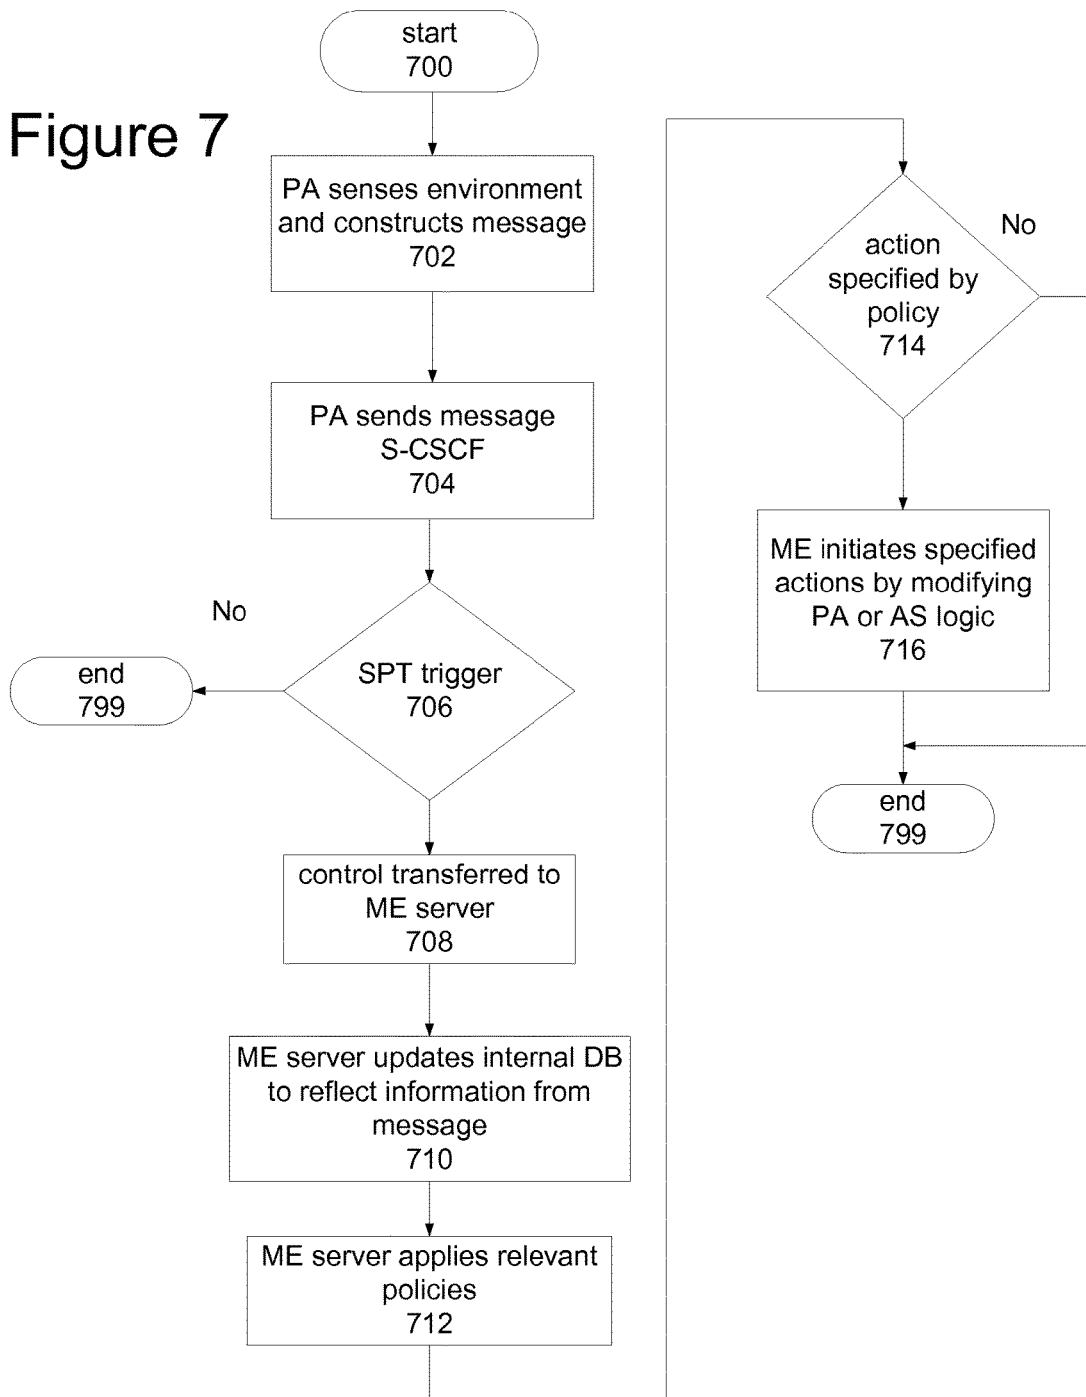 Figure 7
start
700
PA senses environment
and constructs message
702
PA sends message
S-CSCF
704
No
SPT trigger
706
end
799
control transferred to
ME server
708
ME server updates internal DB
to reflect information from
message
710
ME server applies relevant
policies
712
action
specified by
policy
714
No
ME initiates specified
actions by modifying
PA or AS logic
716
end
799